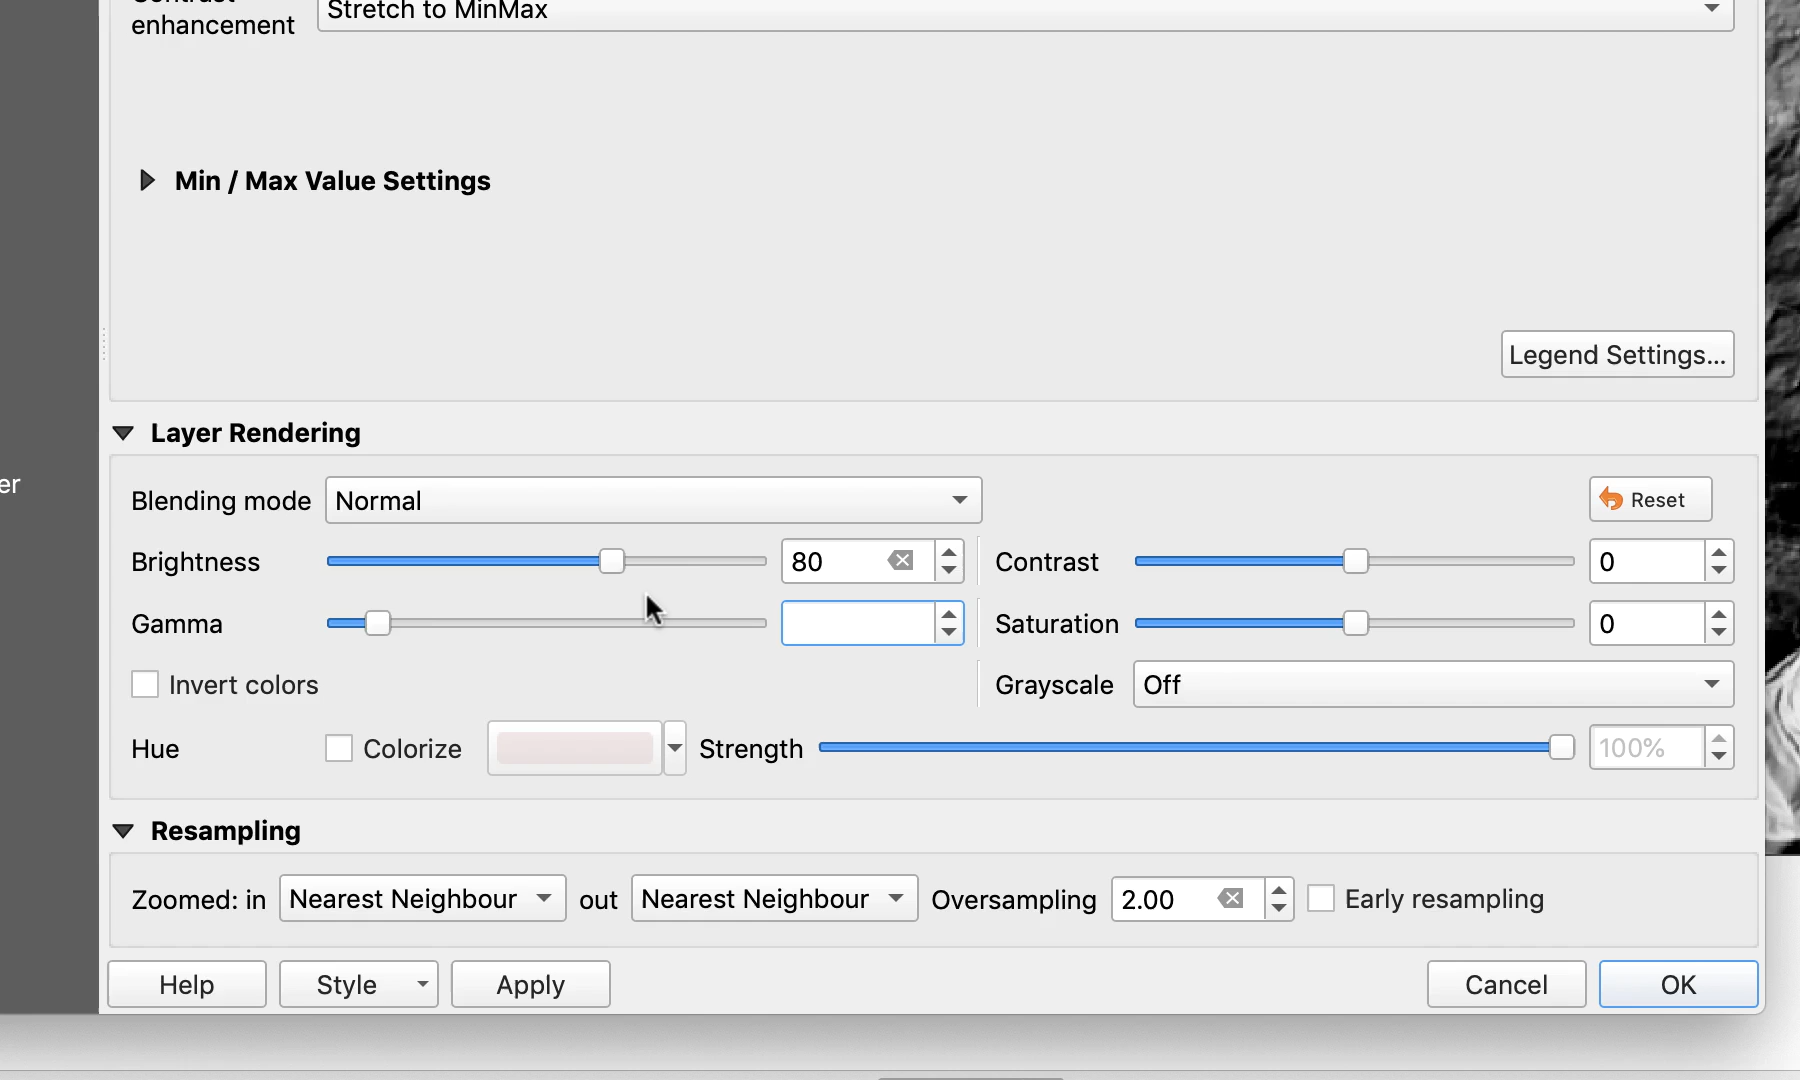 enhancement Stretch to MinMax
Min / Max Value Settings
Legend Settings...
Layer Rendering
er
Blending mode Normal Reset
Brightness 80 Contrast 0
Gamma Saturation 0
Invert colors Grayscale Off
Hue Colorize Strength 100%
Resampling
Zoomed: in Nearest Neighbour out Nearest Neighbour Oversampling 2.00 Early resampling
Help Style Apply Cancel OK